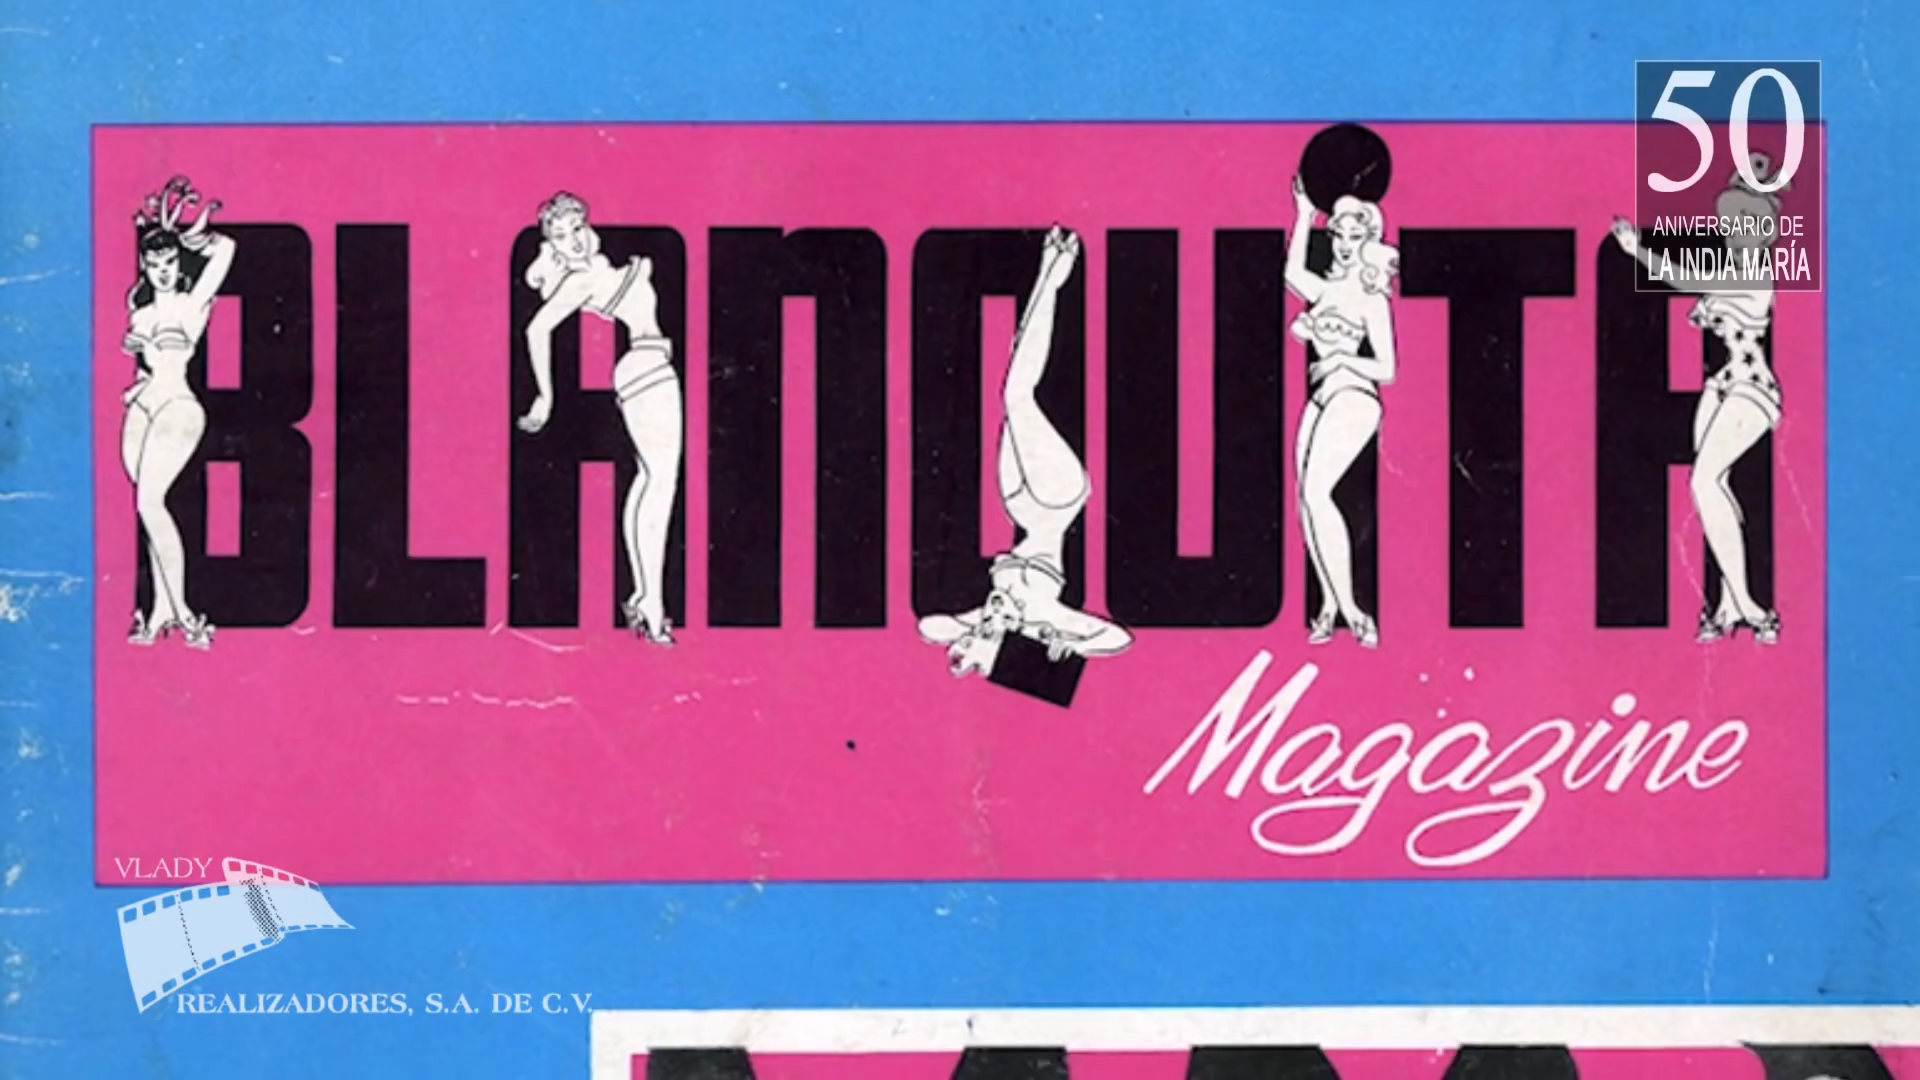 50
ANIVERSARIO DE
LA INDIA MARÍA
BLANQUITA
Magazine
VLADY
REALIZADORES, S.A. DE C.V.